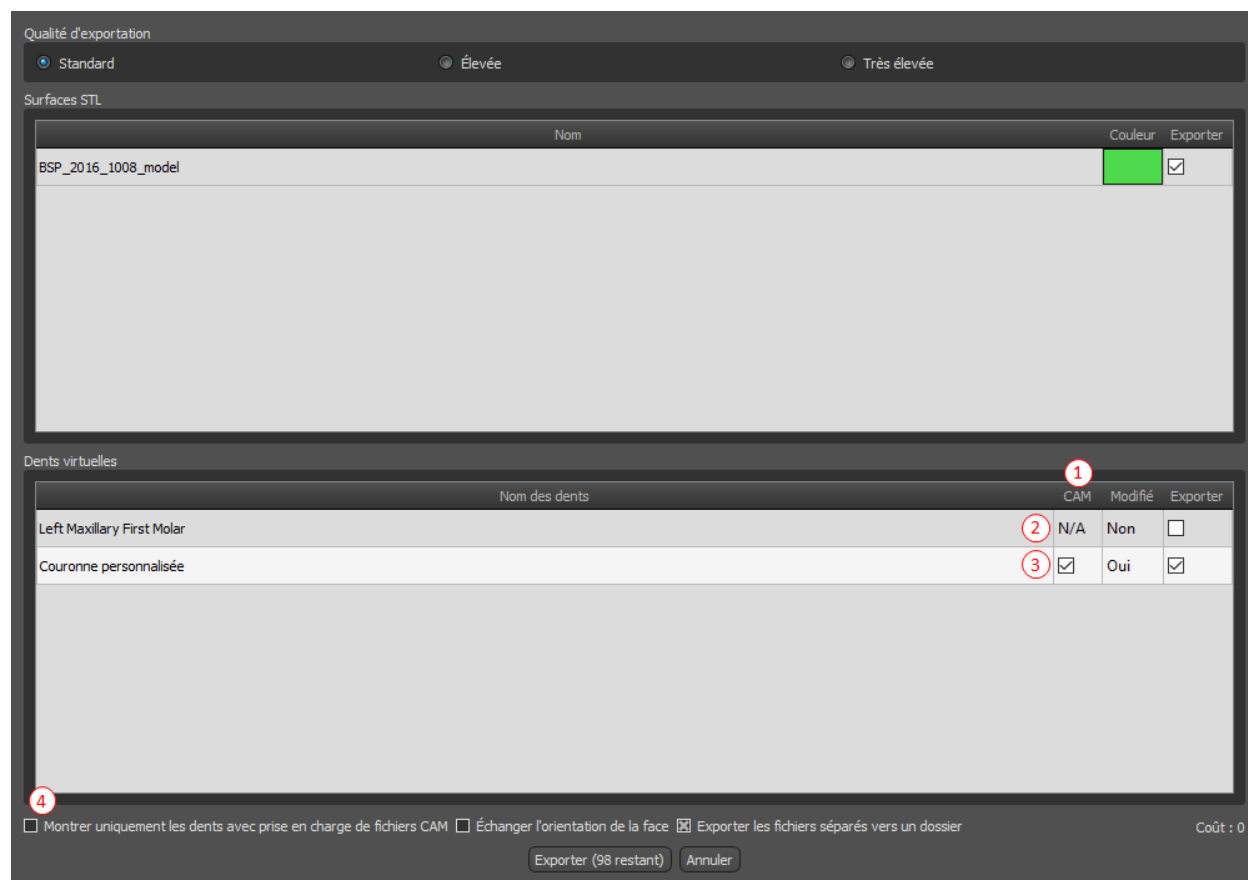 Qualité d'exportation
Standard Élevée Très élevée
Surfaces STL
Nom Couleur Exporter
BSP_2016_1008_model
Dents virtuelles
1
Nom des dents CAM Modifié Exporter
Left Maxillary First Molar 2 N/A Non
Couronne personnalisée 3 Oui
4
Montrer uniquement les dents avec prise en charge de fichiers CAM Échanger l'orientation de la face Exporter les fichiers séparés vers un dossier Coût : 0
Exporter (98 restant) Annuler